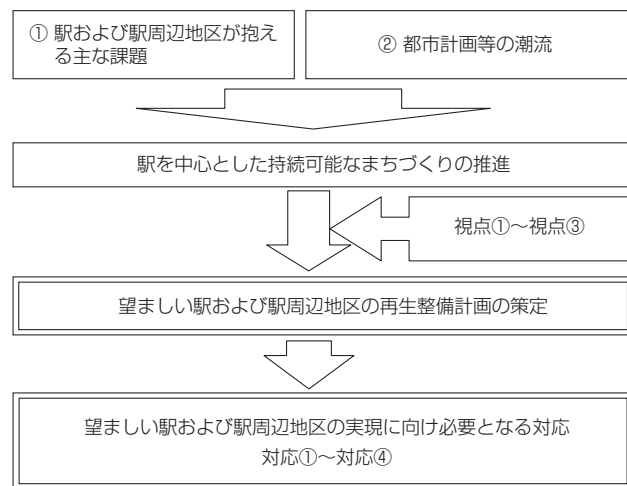 ① 駅および駅周辺地区が抱え
る主な課題
② 都市計画等の潮流
駅を中心とした持続可能なまちづくりの推進
視点①～視点③
望ましい駅および駅周辺地区の再生整備計画の策定
望ましい駅および駅周辺地区の実現に向け必要となる対応
対応①～対応④